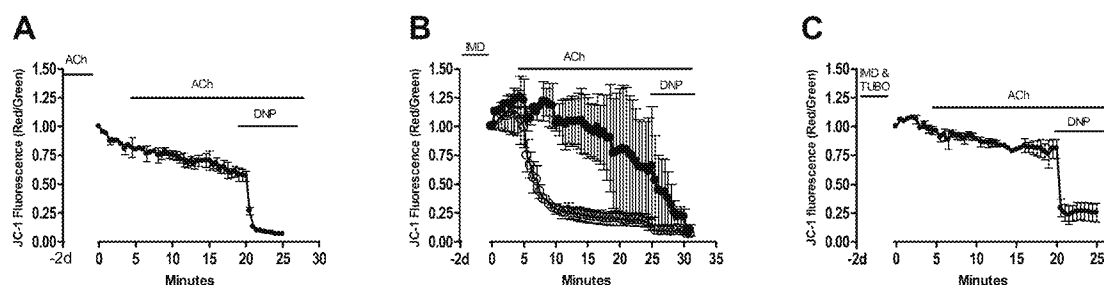 A
ACh
ACh
DNP
JC-1 Fluorescence (Red/Green)
1.50
1.25
1.00
0.75
0.50
0.25
0.00
-2d
0 5 10 15 20 25 30
Minutes
B
IMD
ACh
DNP
JC-1 Fluorescence (Red/Green)
1.50
1.25
1.00
0.75
0.50
0.25
0.00
-2d
0 5 10 15 20 25 30 35
Minutes
C
IMD &
TUBO
ACh
DNP
JC-1 fluorescence (Red/Green)
1.50
1.25
1.00
0.75
0.50
0.25
0.00
-2d
0 5 10 15 20 25
Minutes